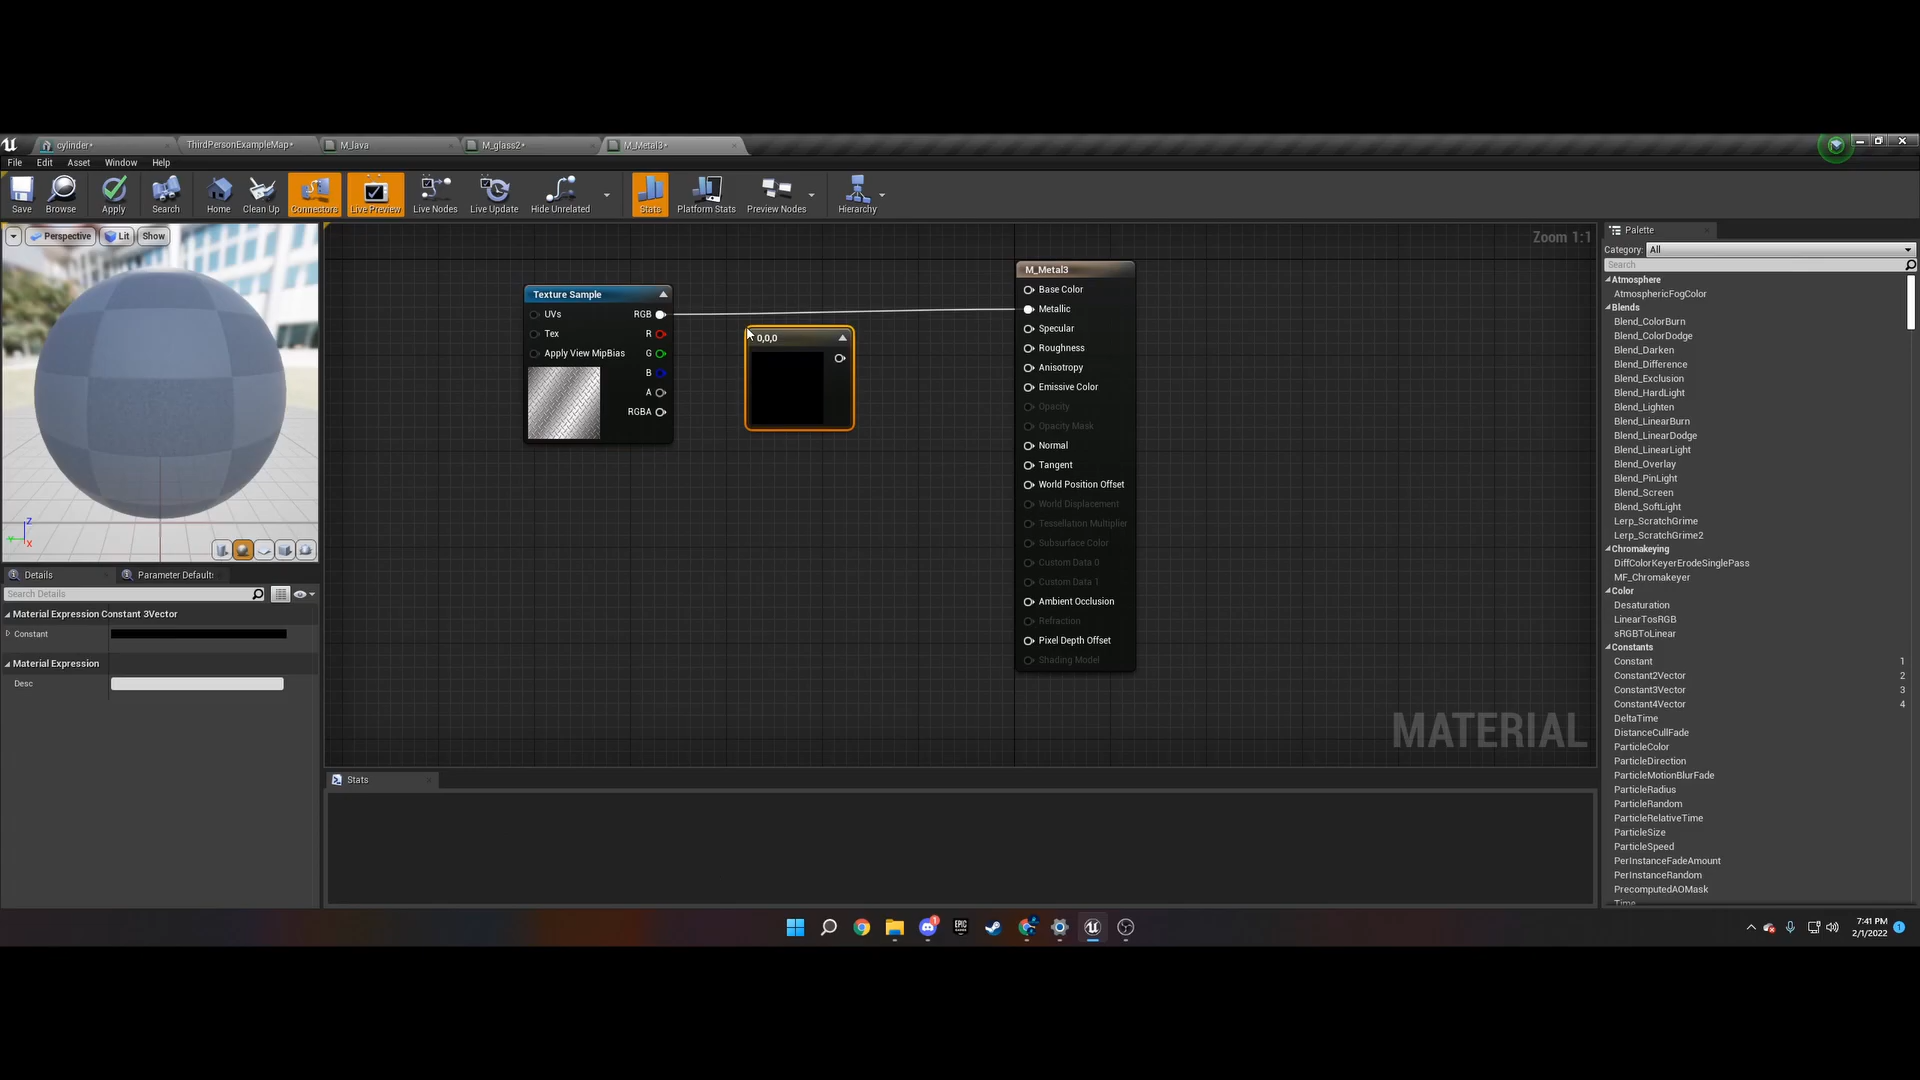 cylinder*
ThirdPersonExampleMap*
M_lava
M_glass2*
M_Metal3*
File Edit Asset Window Help
Save Browse Apply Search Home Clean Up Connectors Live Preview Live Nodes Live Update Hide Unrelated Stats Platform Stats Preview Nodes Hierarchy
Perspective Lit Show
Zoom 1:1
Texture Sample
UVs RGB
Tex R
Apply View MipBias G
B
A
RGBA
0,0,0
M_Metal3
Base Color
Metallic
Specular
Roughness
Anisotropy
Emissive Color
Opacity
Opacity Mask
Normal
Tangent
World Position Offset
World Displacement
Tessellation Multiplier
Subsurface Color
Custom Data 0
Custom Data 1
Ambient Occlusion
Refraction
Pixel Depth Offset
Shading Model
MATERIAL
Z
Y
X
Details
Parameter Default
Search Details
Material Expression Constant 3Vector
Constant
Material Expression
Desc
Stats
Palette
Category: All
Search
Atmosphere
AtmosphericFogColor
Blends
Blend_ColorBurn
Blend_ColorDodge
Blend_Darken
Blend_Difference
Blend_Exclusion
Blend_HardLight
Blend_Lighten
Blend_LinearBurn
Blend_LinearDodge
Blend_LinearLight
Blend_Overlay
Blend_PinLight
Blend_Screen
Blend_SoftLight
Lerp_ScratchGrime
Lerp_ScratchGrime2
Chromakeying
DiffColorKeyerErodeSinglePass
MF_Chromakeyer
Color
Desaturation
LinearTosRGB
sRGBToLinear
Constants
Constant 1
Constant2Vector 2
Constant3Vector 3
Constant4Vector 4
DeltaTime
DistanceCullFade
ParticleColor
ParticleDirection
ParticleMotionBlurFade
ParticleRadius
ParticleRandom
ParticleRelativeTime
ParticleSize
ParticleSpeed
PerInstanceFadeAmount
PerInstanceRandom
PrecomputedAOMask
Time
EPIC
1
7:41 PM
2/1/2022
1